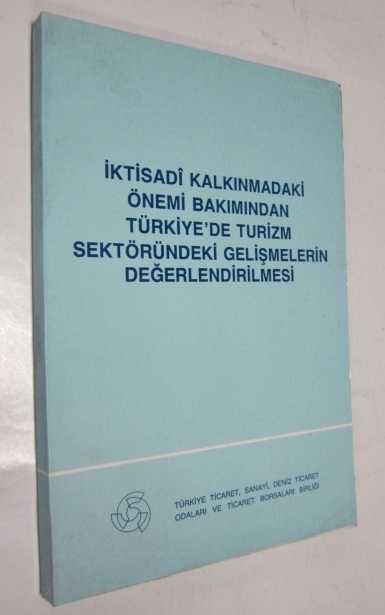 İKTİSADÎ KALKINMADAKİ
ÖNEMİ BAKIMINDAN
TÜRKİYE'DE TURİZM
SEKTÖRÜNDEKİ GELİŞMELERİN
DEĞERLENDİRİLMESİ
TÜRKİYE TİCARET, SANAYİ, DENİZ TİCARET
ODALARI VE TİCARET BORSALARI BİRLİĞİ